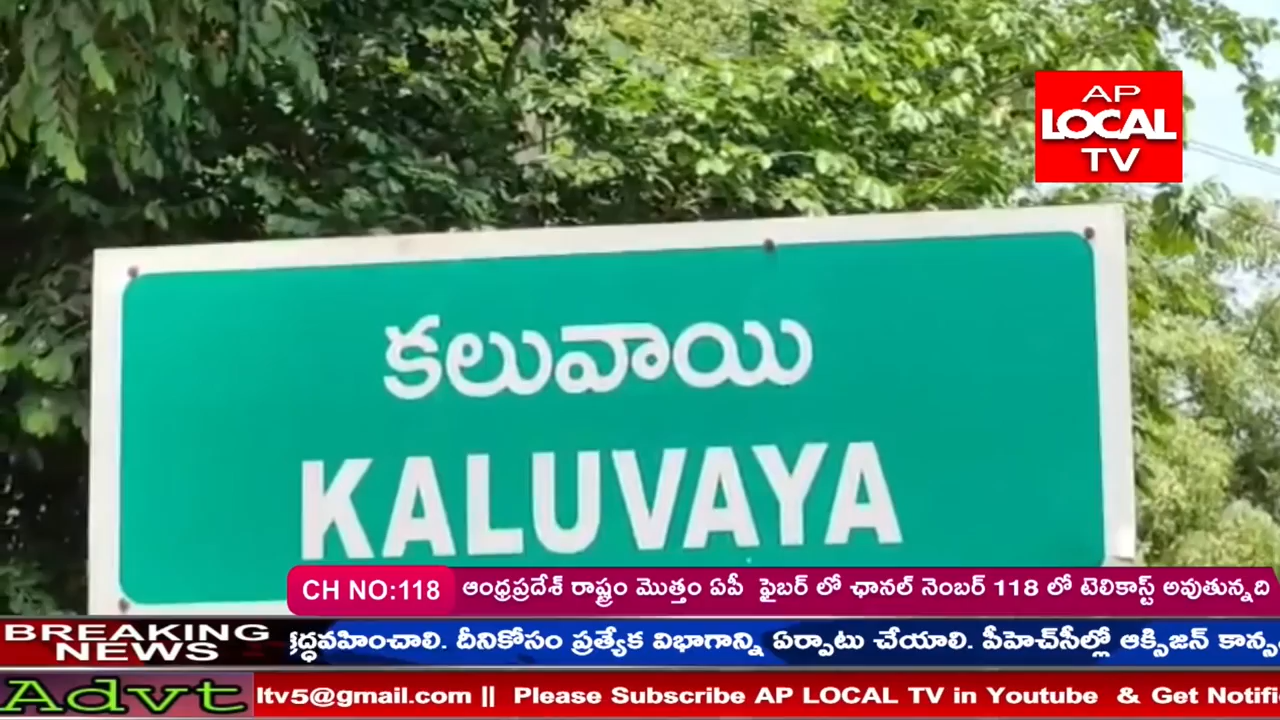 AP
LOCAL
TV
కలువాయి
KALUVAYA
CH NO:118 ఆంధ్రప్రదేశ్ రాష్ట్రం మొత్తం ఏపీ ఫైబర్ లో ఛానల్ నెంబర్ 118 లో టెలికాస్ట్ అవుతున్నది
BREAKING
NEWS
వహించాలి. దీనికోసం ప్రత్యేక విభాగాన్ని ఏర్పాటు చేయాలి. పీహెచ్‌సీల్లో ఆక్సిజన్
Advt ltv5@gmail.com || Please Subscribe AP LOCAL TV in Youtube & Get Notifi